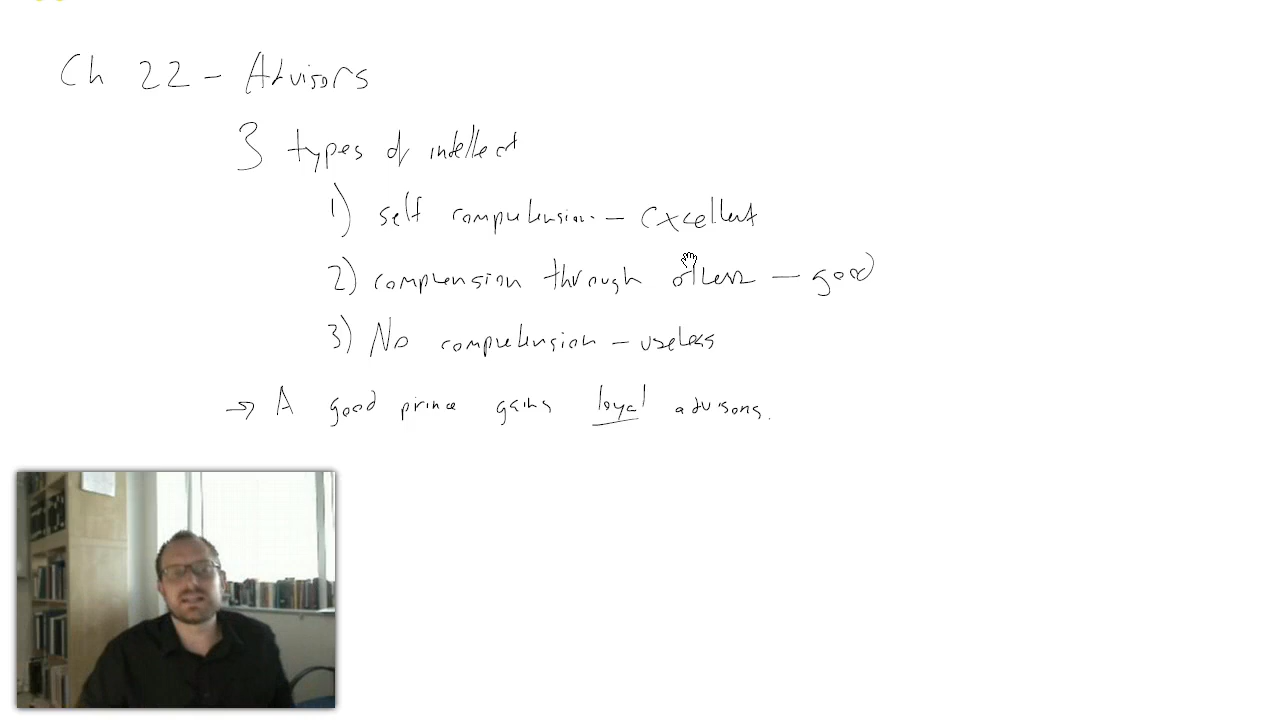 Ch 22 - Advisors
3 types of intellect
1) self comprehension - excellent
2) comprension through others - good
3) No comprehension - useless
→ A good prince gains loyal advisors.